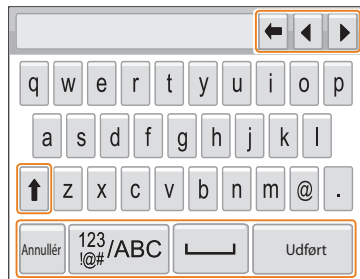 q w e r t y u i o p
a s d f g h j k l
z x c v b n m @ .
Annullér 123 !@# /ABC Udført